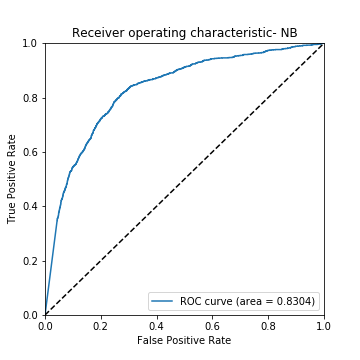 Receiver operating characteristic- NB
True Positive Rate
1.0
0.8
0.6
0.4
0.2
0.0
ROC curve (area = 0.8304)
0.0 0.2 0.4 0.6 0.8 1.0
False Positive Rate